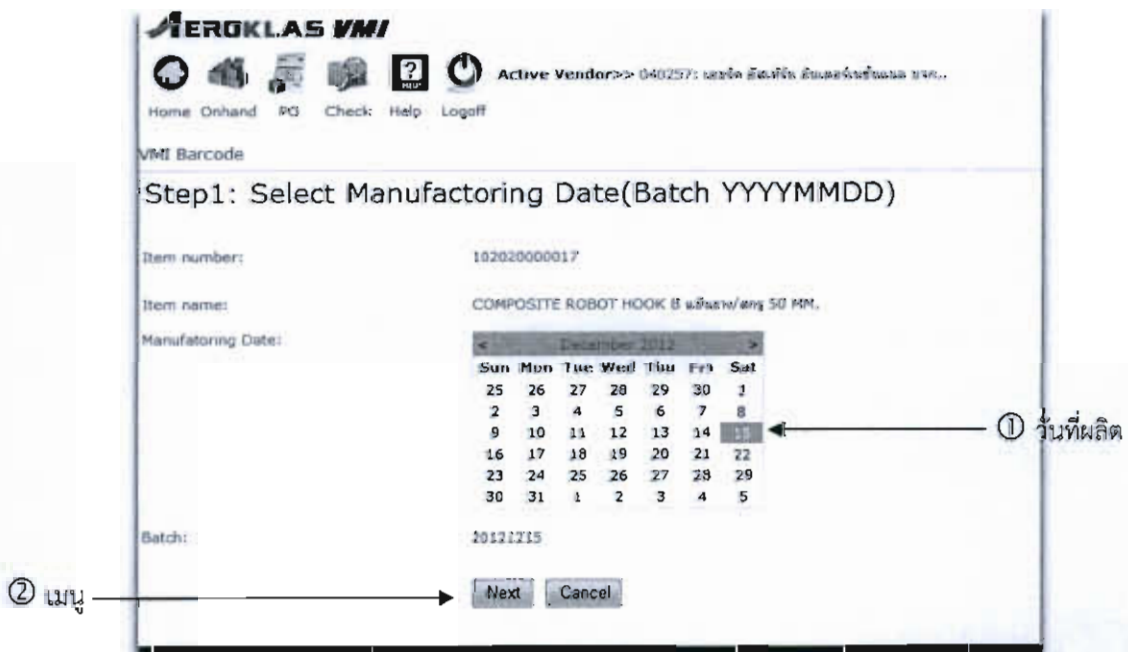 AEROKLAS VMI
Active Vendor>> 040257:
Home Onhand PG Check Help Logoff
VMI Barcode
Step1: Select Manufactoring Date(Batch YYYYMMDD)
Item number: 102020000017
Item name: COMPOSITE ROBOT HOOK 50 MM.
Manufatoring Date:
< December 2012 >
Sun Mon Tue Wed Thu Fri Sat
25 26 27 28 29 30 1
2 3 4 5 6 7 8
9 10 11 12 13 14 15
① วันที่ผลิต
16 17 18 19 20 21 22
23 24 25 26 27 28 29
30 31 1 2 3 4 5
Batch: 20121215
② เมนู
Next Cancel